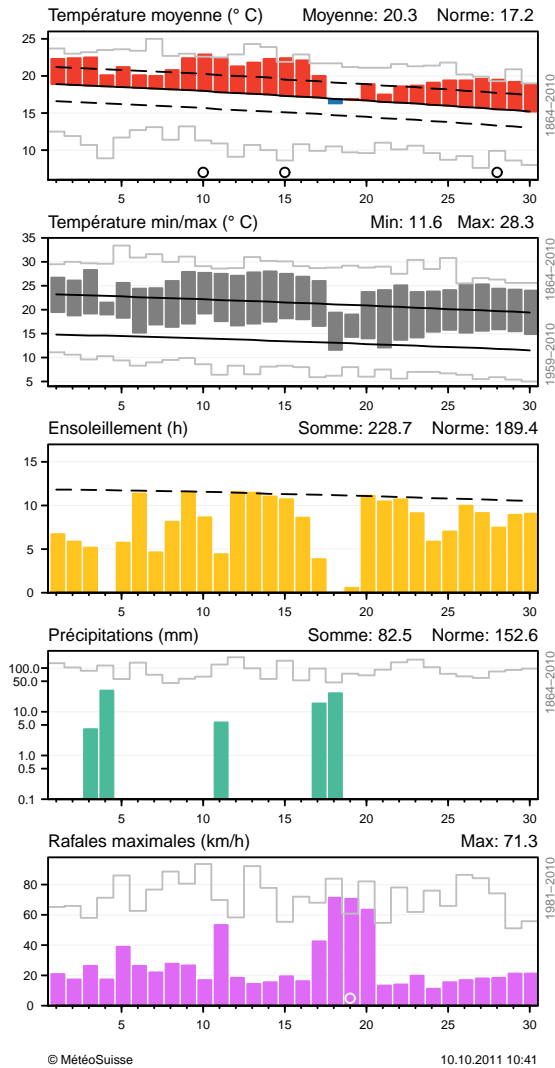 Température moyenne (° C) Moyenne: 20.3 Norme: 17.2
25
20
15
10
1864–2010
5 10 15 20 25 30
Température min/max (° C) Min: 11.6 Max: 28.3
35
30
25
20
15
10
5
1864–2010
1959–2010
5 10 15 20 25 30
Ensoleillement (h) Somme: 228.7 Norme: 189.4
15
10
5
0
5 10 15 20 25 30
Précipitations (mm) Somme: 82.5 Norme: 152.6
100.0
50.0
10.0
5.0
1.0
0.5
0.1
1864–2010
5 10 15 20 25 30
Rafales maximales (km/h) Max: 71.3
80
60
40
20
0
1981–2010
5 10 15 20 25 30
© MétéoSuisse 10.10.2011 10:41